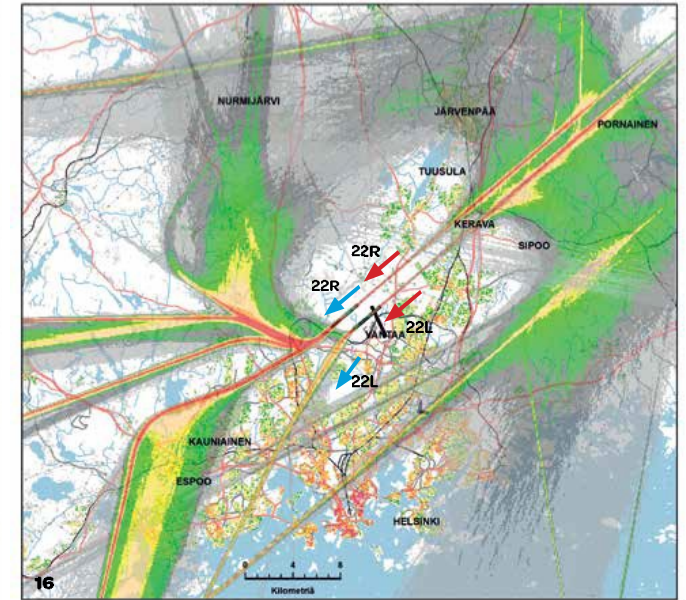 NURMIJÄRVI
JÄRVENPÄÄ
PORNAINEN
TUUSULA
KERAVA
SIPOO
22R
22R
22L
VANTAA
22L
KAUNIAINEN
ESPOO
HELSINKI
0 4 8
Kilometriä
16